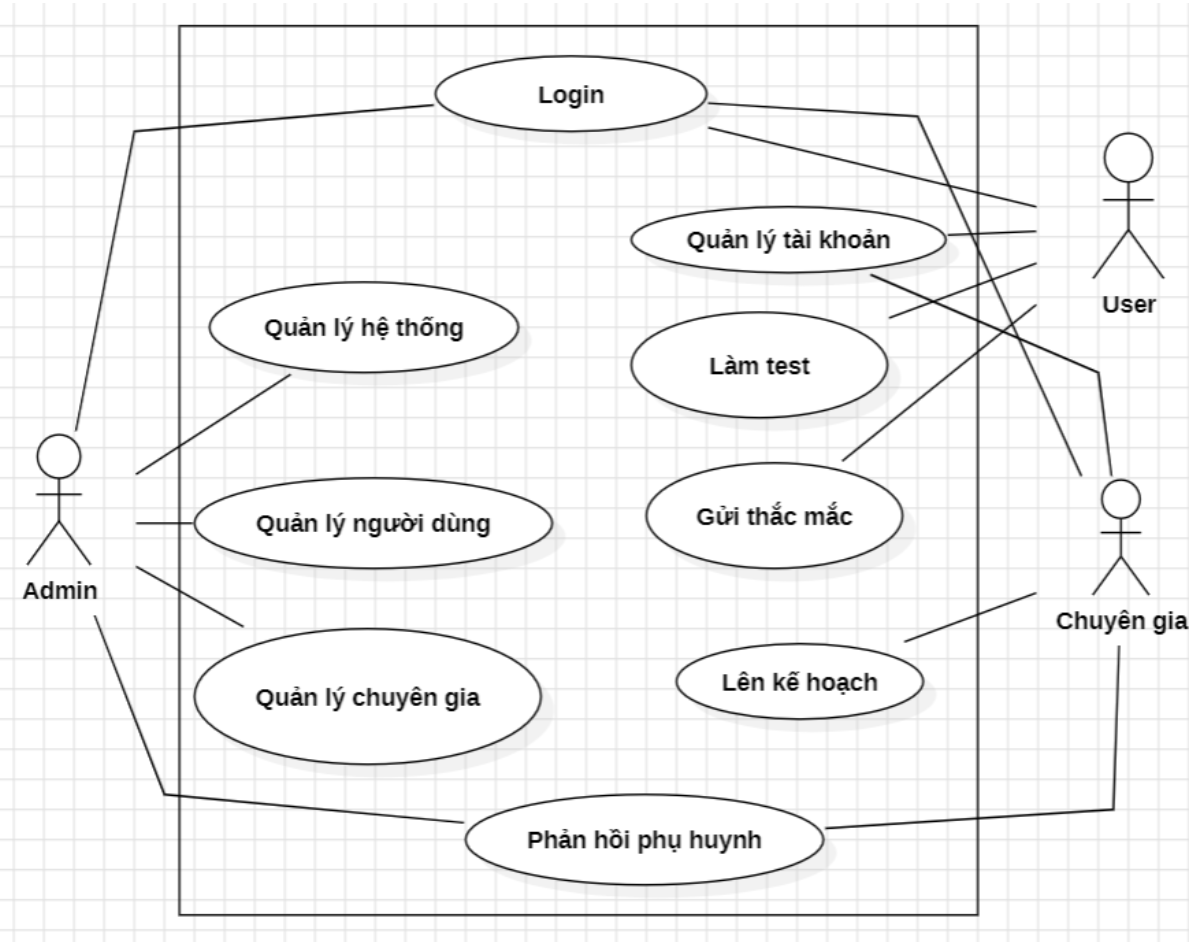 Login
Quản lý tài khoản
User
Quản lý hệ thống
Làm test
Gửi thắc mắc
Quản lý người dùng
Admin
Chuyên gia
Lên kế hoạch
Quản lý chuyên gia
Phản hồi phụ huynh